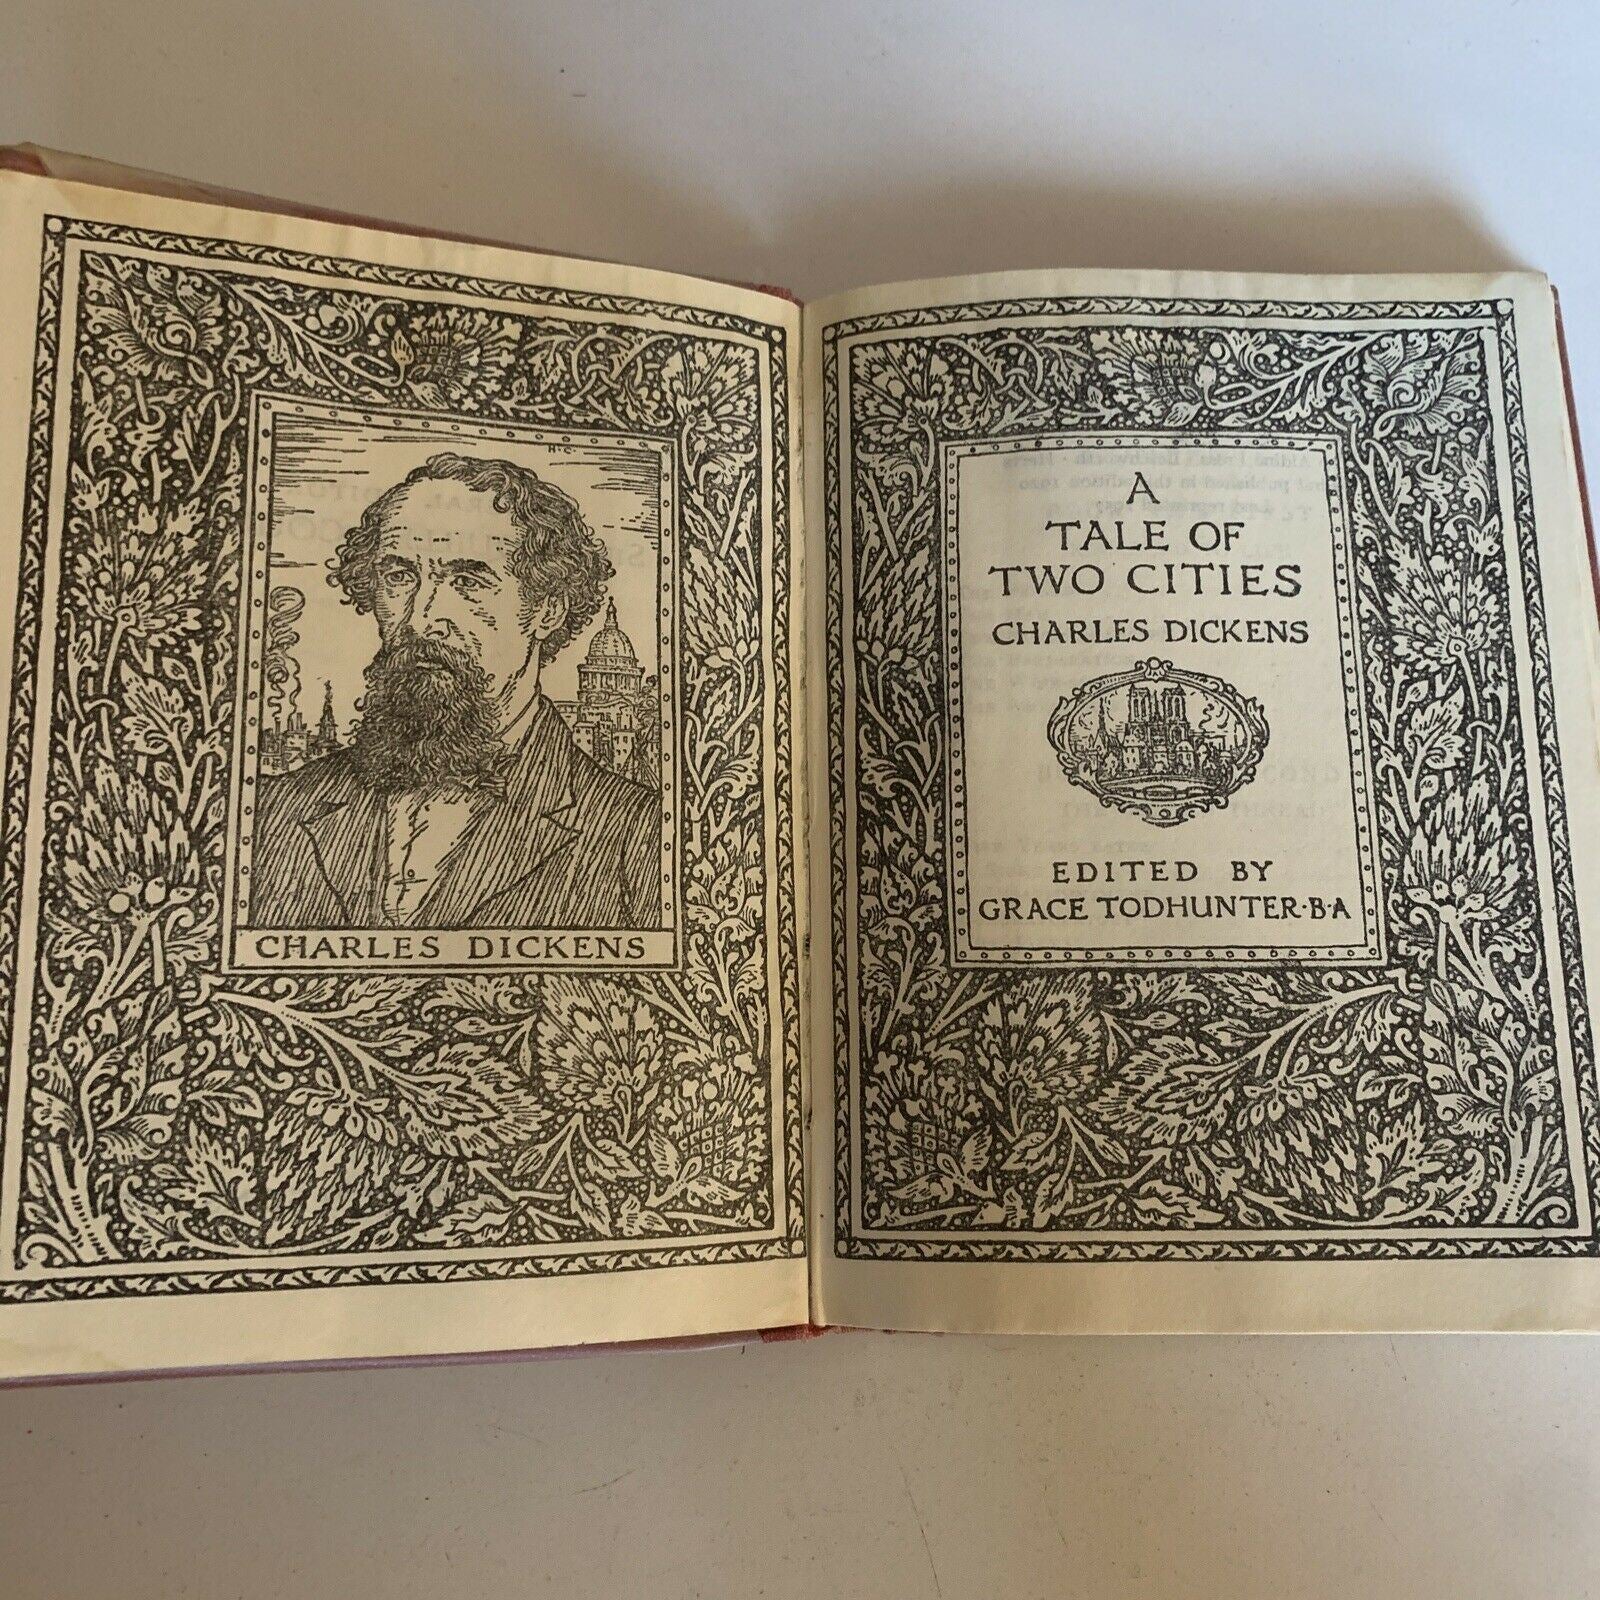 H.C.
CHARLES DICKENS
A
TALE OF
TWO CITIES
CHARLES DICKENS
EDITED BY
GRACE TODHUNTER·B·A